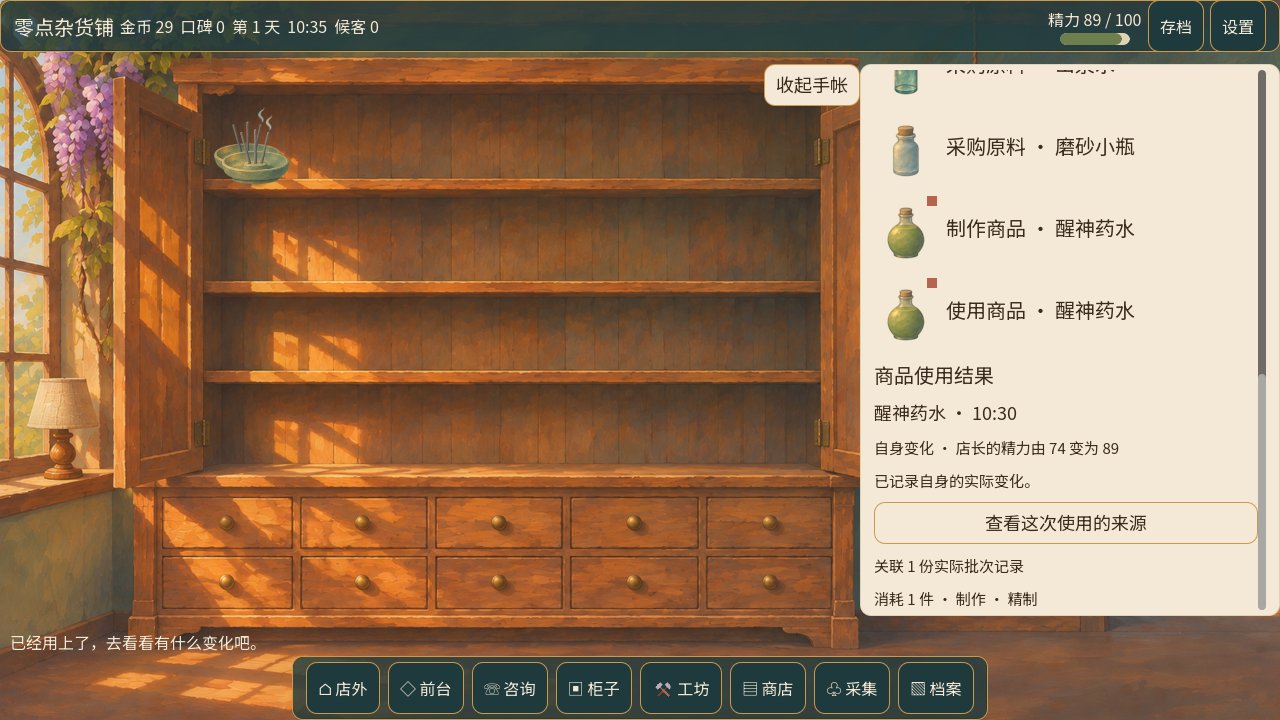 零点杂货铺 金币 29 口碑 0 第 1 天 10:35 候客 0
精力 89 / 100
存档
设置
收起手帐
采购原料 · 磨砂小瓶
制作商品 · 醒神药水
使用商品 · 醒神药水
商品使用结果
醒神药水 · 10:30
自身变化 · 店长的精力由 74 变为 89
已记录自身的实际变化。
查看这次使用的来源
关联 1 份实际批次记录
消耗 1 件 · 制作 · 精制
已经用上了，去看看有什么变化吧。
店外
前台
咨询
柜子
工坊
商店
采集
档案